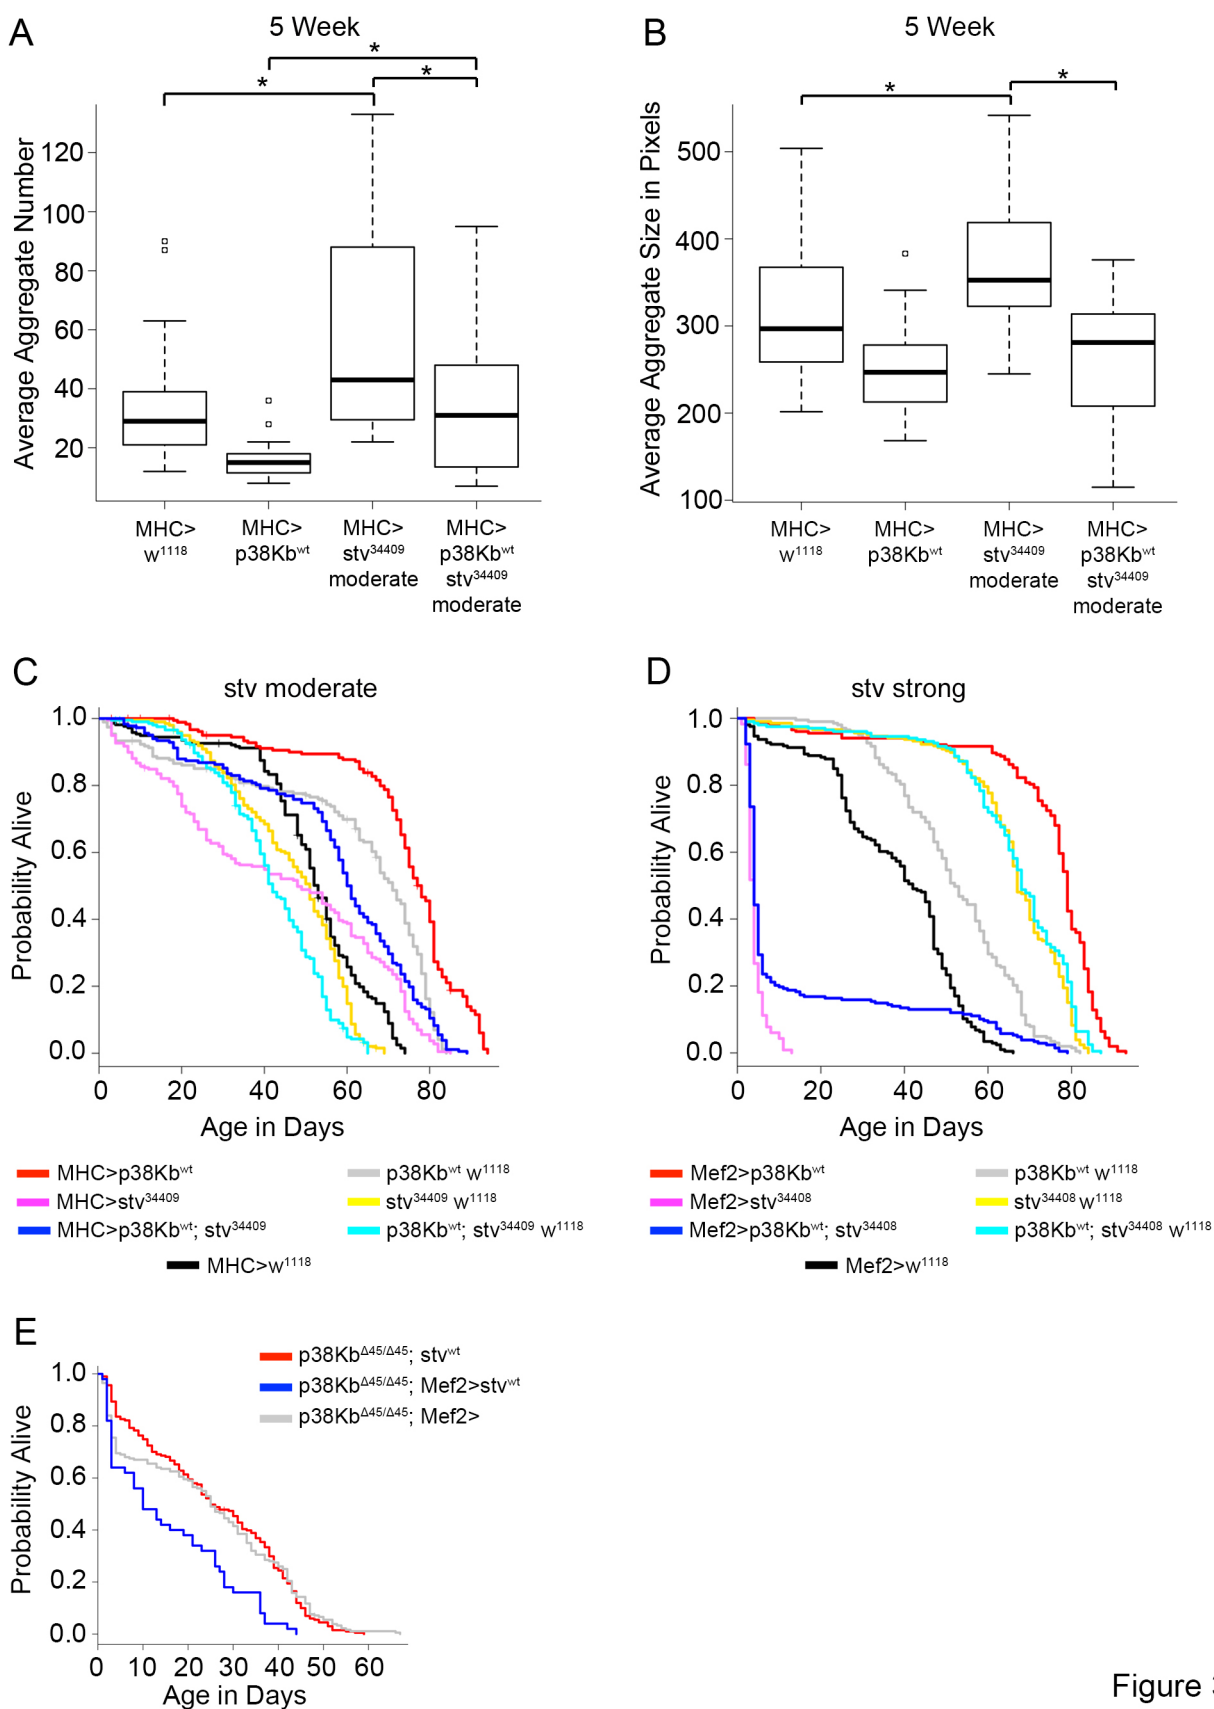 A
5 Week
*
*
*
Average Aggregate Number
120
100
80
60
40
20
MHC>
w1118
MHC>
p38Kbwt
MHC>
stv34409
moderate
MHC>
p38Kbwt
stv34409
moderate
B
5 Week
*
*
Average Aggregate Size in Pixels
500
400
300
200
100
MHC>
w1118
MHC>
p38Kbwt
MHC>
stv34409
moderate
MHC>
p38Kbwt
stv34409
moderate
C
stv moderate
Probability Alive
1.0
0.8
0.6
0.4
0.2
0.0
0 20 40 60 80
Age in Days
MHC>p38Kbwt
MHC>stv34409
MHC>p38Kbwt; stv34409
p38Kbwt w1118
stv34409 w1118
p38Kbwt; stv34409 w1118
MHC>w1118
D
stv strong
Probability Alive
1.0
0.8
0.6
0.4
0.2
0.0
0 20 40 60 80
Age in Days
Mef2>p38Kbwt
Mef2>stv34408
Mef2>p38Kbwt; stv34408
p38Kbwt w1118
stv34408 w1118
p38Kbwt; stv34408 w1118
Mef2>w1118
E
p38KbΔ45/Δ45; stvwt
p38KbΔ45/Δ45; Mef2>stvwt
p38KbΔ45/Δ45; Mef2>
Probability Alive
1.0
0.8
0.6
0.4
0.2
0.0
0 10 20 30 40 50 60
Age in Days
Figure